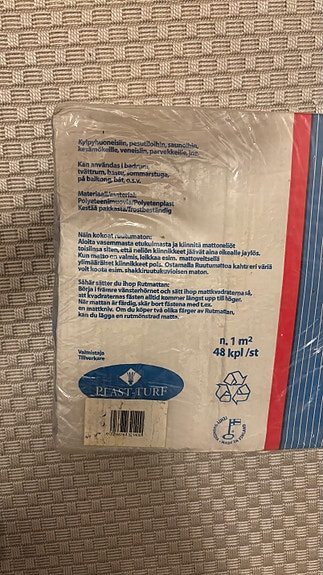 Kylpyhuoneisiin, pesutiloihin, saunoihin,
kesämökeille, veneisiin, parvekkeille, jne.
Kan användas i badrum,
tvättrum, bastu, sommarstuga,
på balkong, båt, o.s.v.
Materiaali/material:
Polyeteenimuovia/Polyetenplast
Kestää pakkasta/frostbeständig
Näin kokoat ruutumaton:
Aloita vasemmasta etukulmasta ja kiinnitä mattoneliöt
toisiinsa siten, että neliön kiinnikkeet jäävät aina oikealle ja ylös.
Kun matto on valmis, leikkaa esim. mattoveitsellä
ylimääräiset kiinnikkeet pois. Ostamalla Ruutumattoa kahta eri väriä
voit koota esim. shakkiruutukuvioisen maton.
Såhär sätter du ihop Rutmattan:
Börja i främre vänsterhörnet och sätt ihop mattkvadraterna så,
att kvadraternas fästen alltid kommer längst upp till höger.
När mattan är färdig, skär bort fästena med t.ex.
en mattkniv. Om du köper två olika färger av Rutmattan,
kan du lägga en rutmönstrad matta.
n. 1 m²
48 kpl /st
Valmistaja
Tillverkare
PLAST-TURF